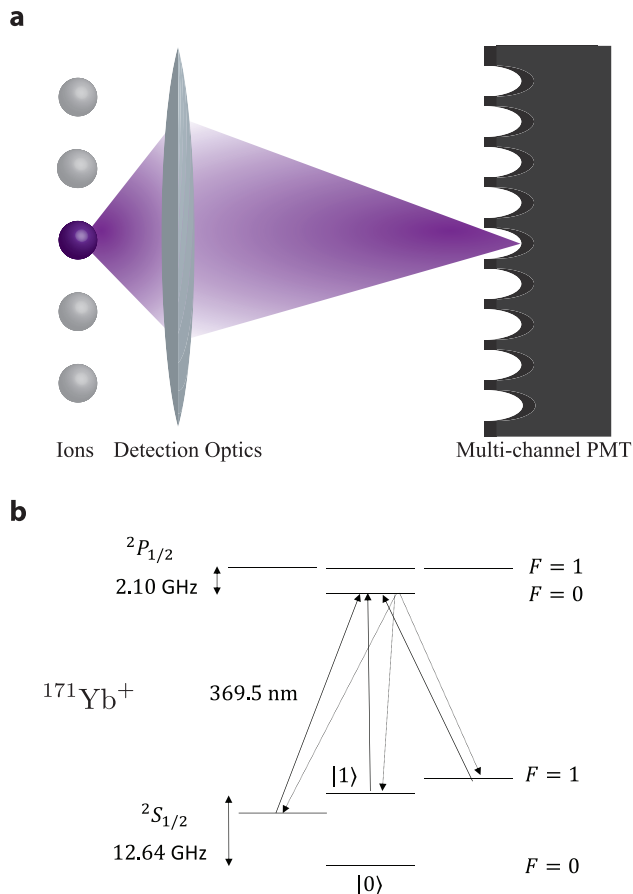 a
Ions
Detection Optics
Multi-channel PMT
b
²P₁/₂
2.10 GHz
F = 1
F = 0
¹⁷¹Yb⁺
369.5 nm
|1⟩
F = 1
²S₁/₂
12.64 GHz
F = 0
|0⟩